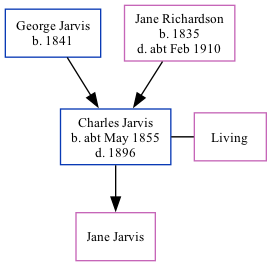 George Jarvis
b. 1841
Jane Richardson
b. 1835
d. abt Feb 1910
Charles Jarvis
b. abt May 1855
d. 1896
Living
Jane Jarvis